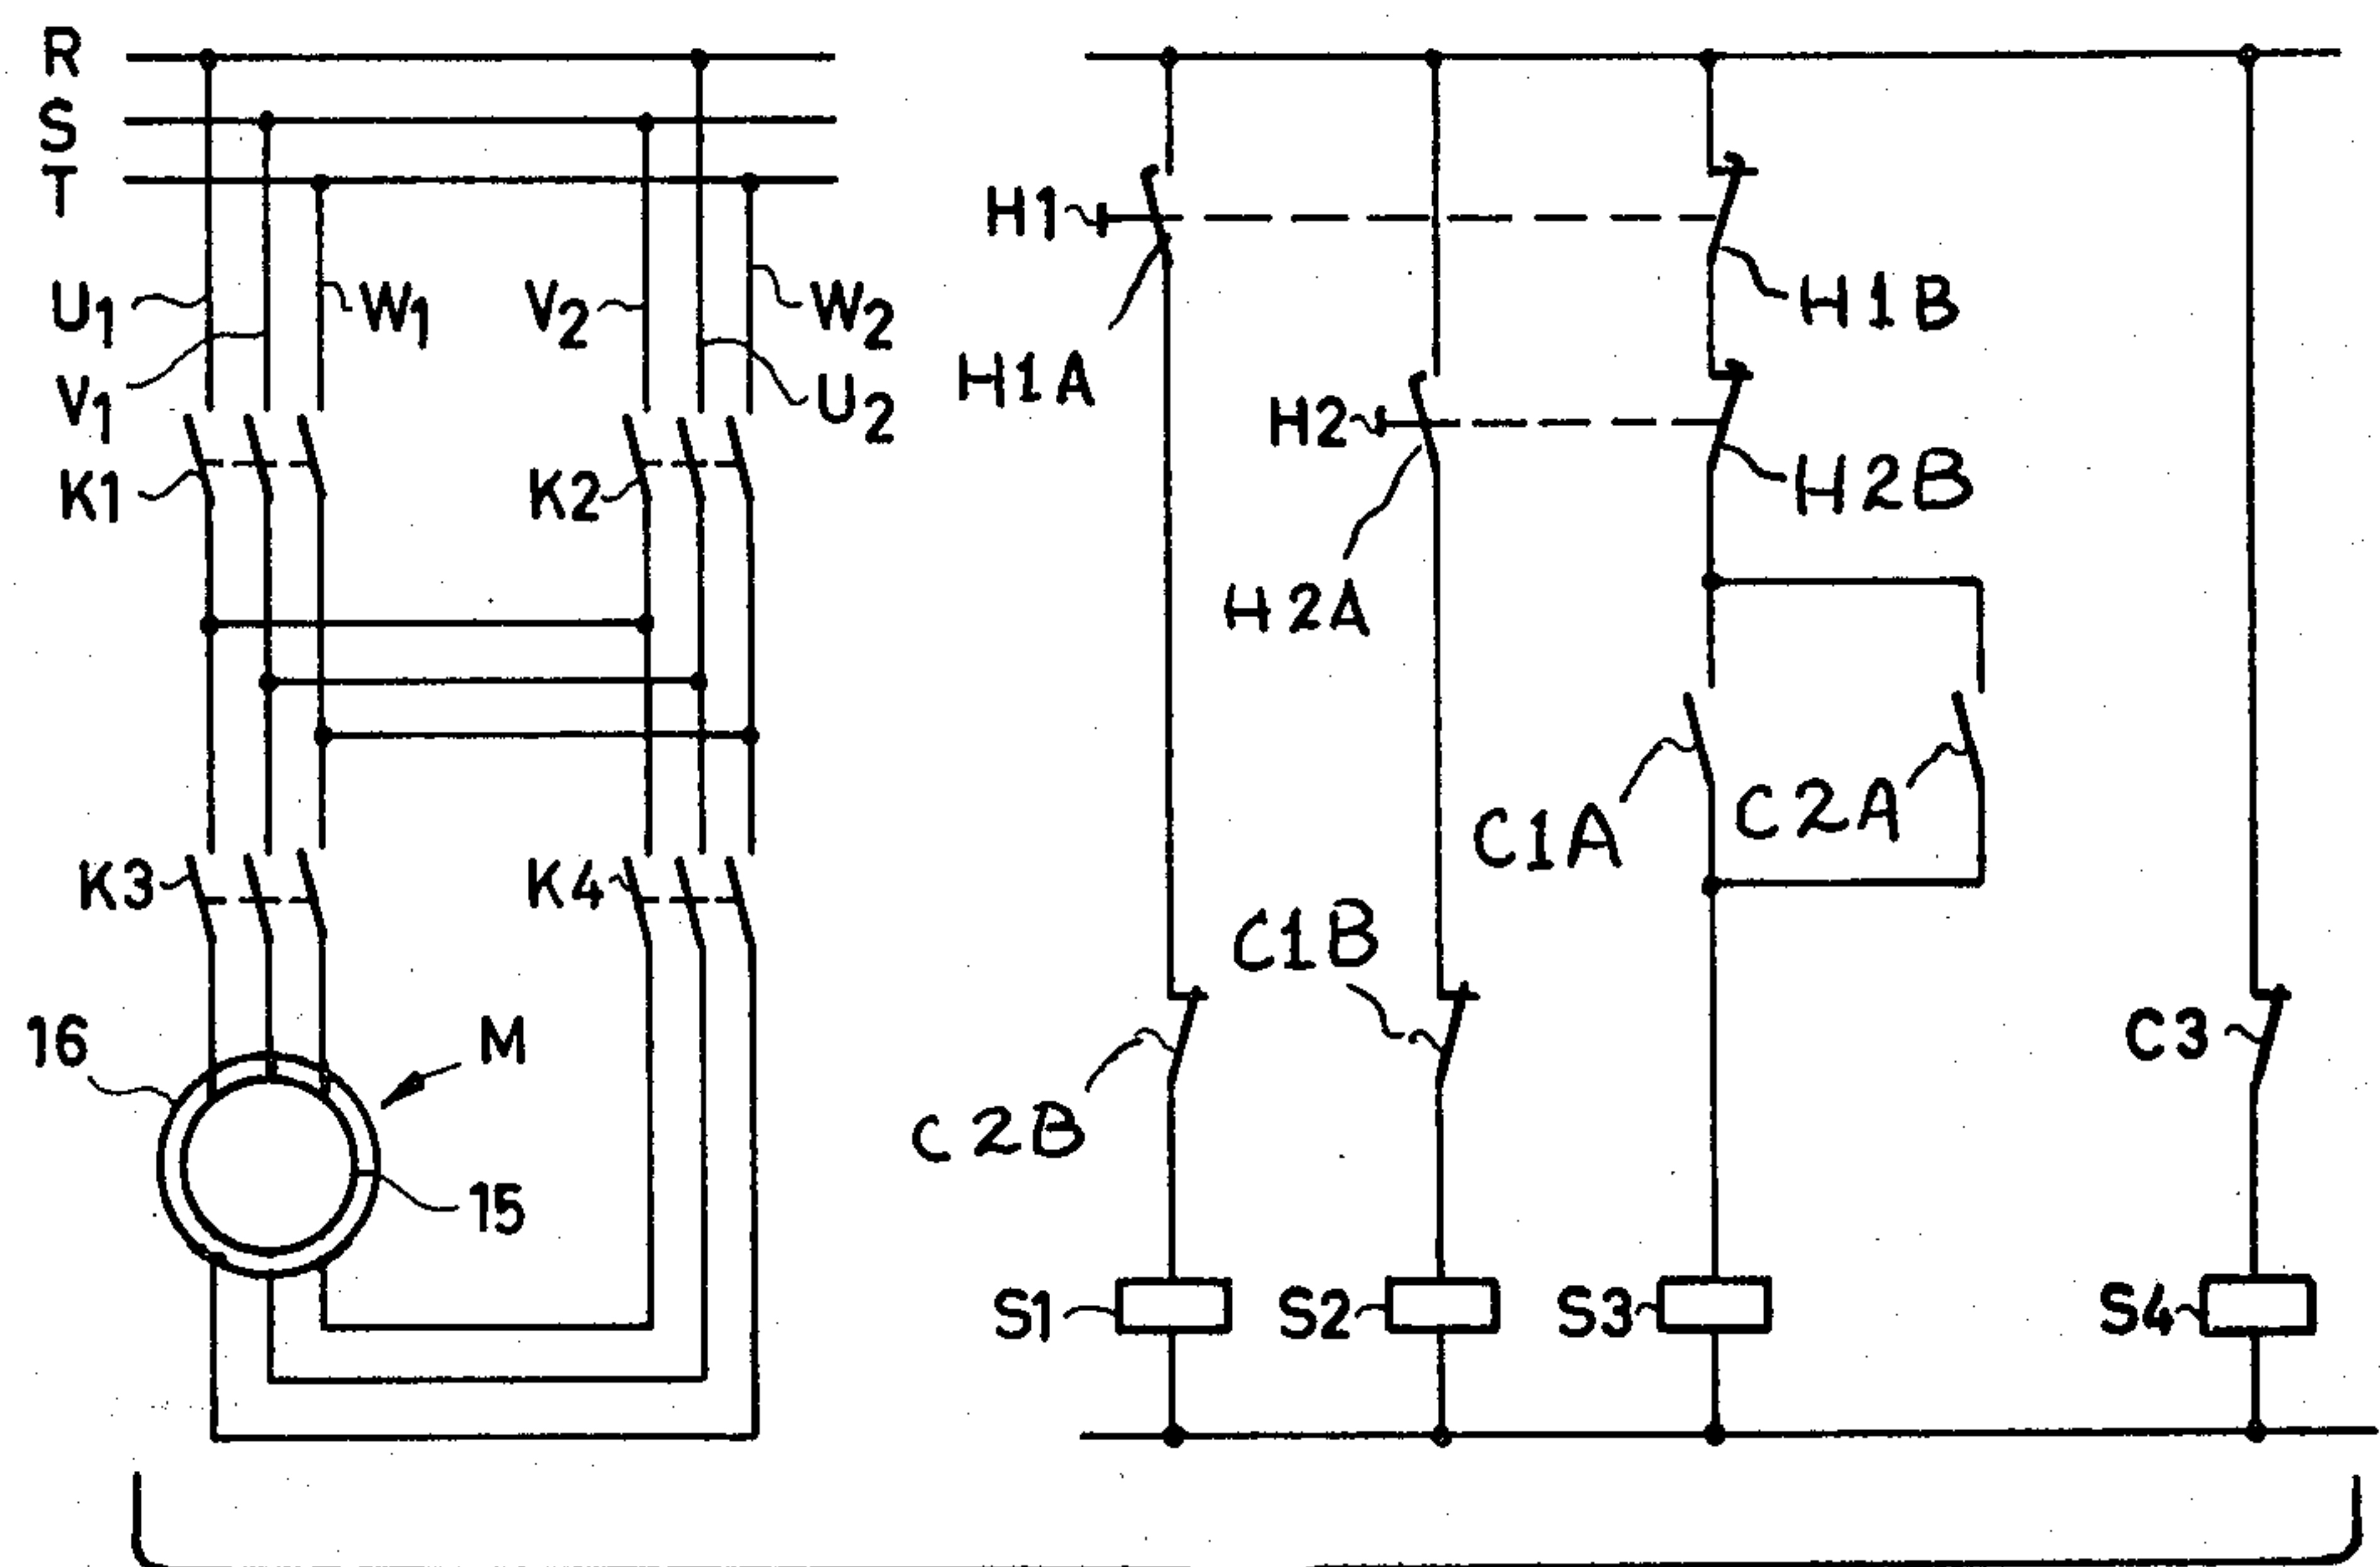 R
S
T
U1
V1
W1
V2
W2
U2
K1
K2
K3
K4
16
M
15
H1
H1A
H1B
H2
H2A
H2B
C1A
C2A
C1B
C2B
C3
S1
S2
S3
S4